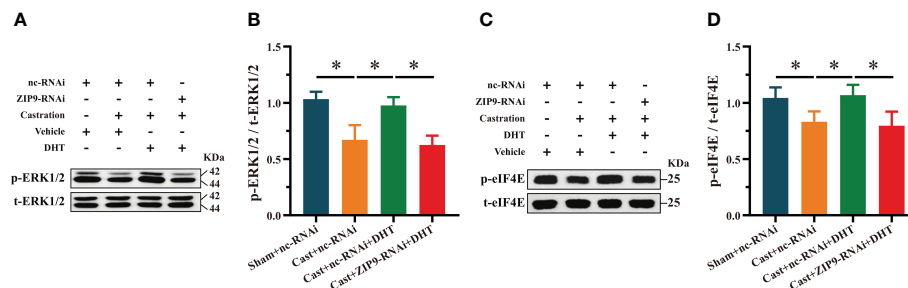 A
nc-RNAi + + + -
ZIP9-RNAi - - - +
Castration - + + +
Vehicle + + - -
DHT - - + +
KDa
p-ERK1/2 42
44
t-ERK1/2 42
44
B
p-ERK1/2 / t-ERK1/2
1.5
1.0
0.5
0.0
* * *
Sham+nc-RNAi
Cast+nc-RNAi
Cast+nc-RNAi+DHT
Cast+ZIP9-RNAi+DHT
C
nc-RNAi + + + -
ZIP9-RNAi - - - +
Castration - + + +
DHT - - + +
Vehicle + + - -
KDa
p-eIF4E 25
t-eIF4E 25
D
p-eIF4E / t-eIF4E
1.5
1.0
0.5
0.0
* * *
Sham+nc-RNAi
Cast+nc-RNAi
Cast+nc-RNAi+DHT
Cast+ZIP9-RNAi+DHT